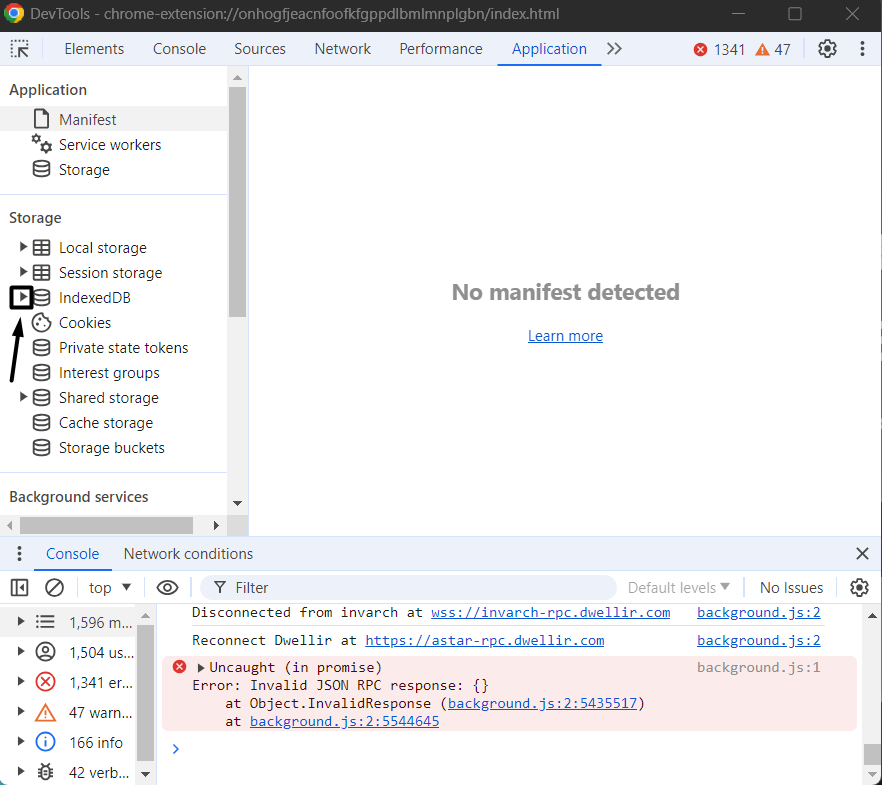 DevTools - chrome-extension://onhogfjeacnfoofkfgppdlbmlmnplgbn/index.html
Elements Console Sources Network Performance Application 1341 47
Application
Manifest
Service workers
Storage
Storage
Local storage
Session storage
IndexedDB
Cookies
Private state tokens
Interest groups
Shared storage
Cache storage
Storage buckets
Background services
No manifest detected
Learn more
Console Network conditions
top Filter Default levels No Issues
1,596 m...
1,504 us...
1,341 er...
47 warn...
166 info
42 verb...
Disconnected from invarch at wss://invarch-rpc.dwellir.com background.js:2
Reconnect Dwellir at https://astar-rpc.dwellir.com background.js:2
Uncaught (in promise) background.js:1
Error: Invalid JSON RPC response: {}
at Object.InvalidResponse (background.js:2:5435517)
at background.js:2:5544645